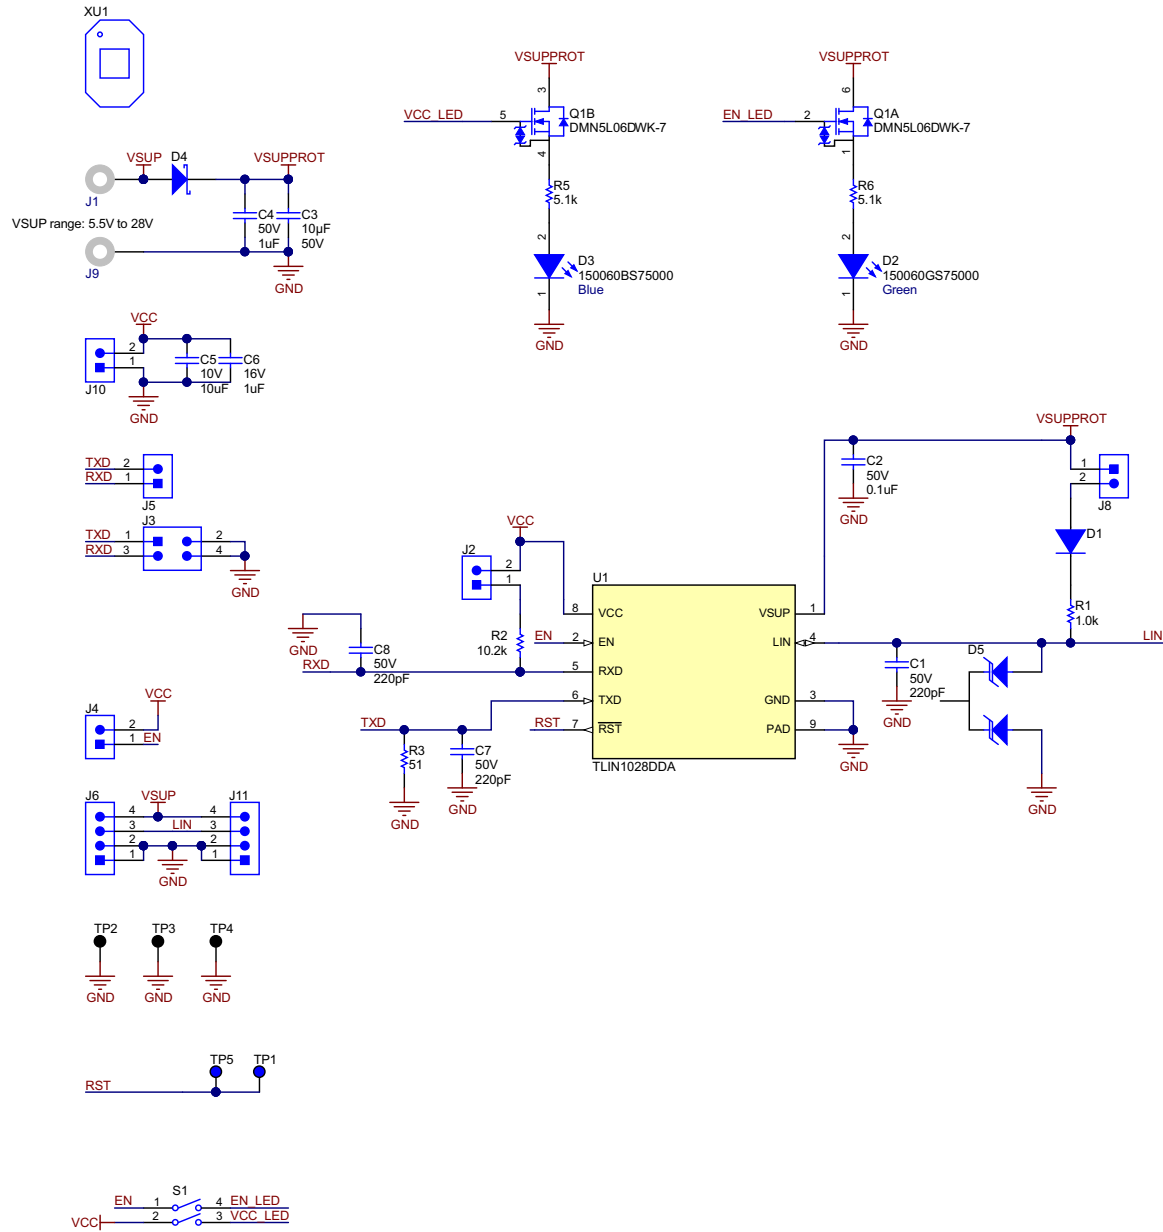 XU1
VSUP
D4
VSUPPROT
J1
VSUP range: 5.5V to 28V
C4
50V
1uF
C3
10µF
50V
J9
GND
VSUPPROT
3
VCC_LED
5
Q1B
DMN5L06DWK-7
4
R5
5.1k
2
D3
150060BS75000
Blue
1
GND
VSUPPROT
6
EN_LED
2
Q1A
DMN5L06DWK-7
1
R6
5.1k
2
D2
150060GS75000
Green
1
GND
VCC
2
1
J10
C5
10V
10uF
C6
16V
1uF
GND
TXD
2
RXD
1
J5
J3
TXD
1
2
RXD
3
4
GND
VSUPPROT
C2
50V
0.1uF
GND
1
2
J8
D1
R1
1.0k
LIN
VCC
J2
2
1
R2
10.2k
GND
C8
50V
220pF
RXD
EN
U1
8
VCC
2
EN
5
RXD
6
TXD
7
RST
VSUP
1
LIN
4
GND
3
PAD
9
TLIN1028DDA
GND
C1
50V
220pF
GND
D5
GND
TXD
R3
51
GND
C7
50V
220pF
GND
RST
VCC
J4
2
1
EN
J6
VSUP
J11
4
4
3
LIN
3
2
2
1
1
GND
TP2
TP3
TP4
GND
GND
GND
TP5
TP1
RST
S1
EN
1
4
EN_LED
VCC
2
3
VCC_LED